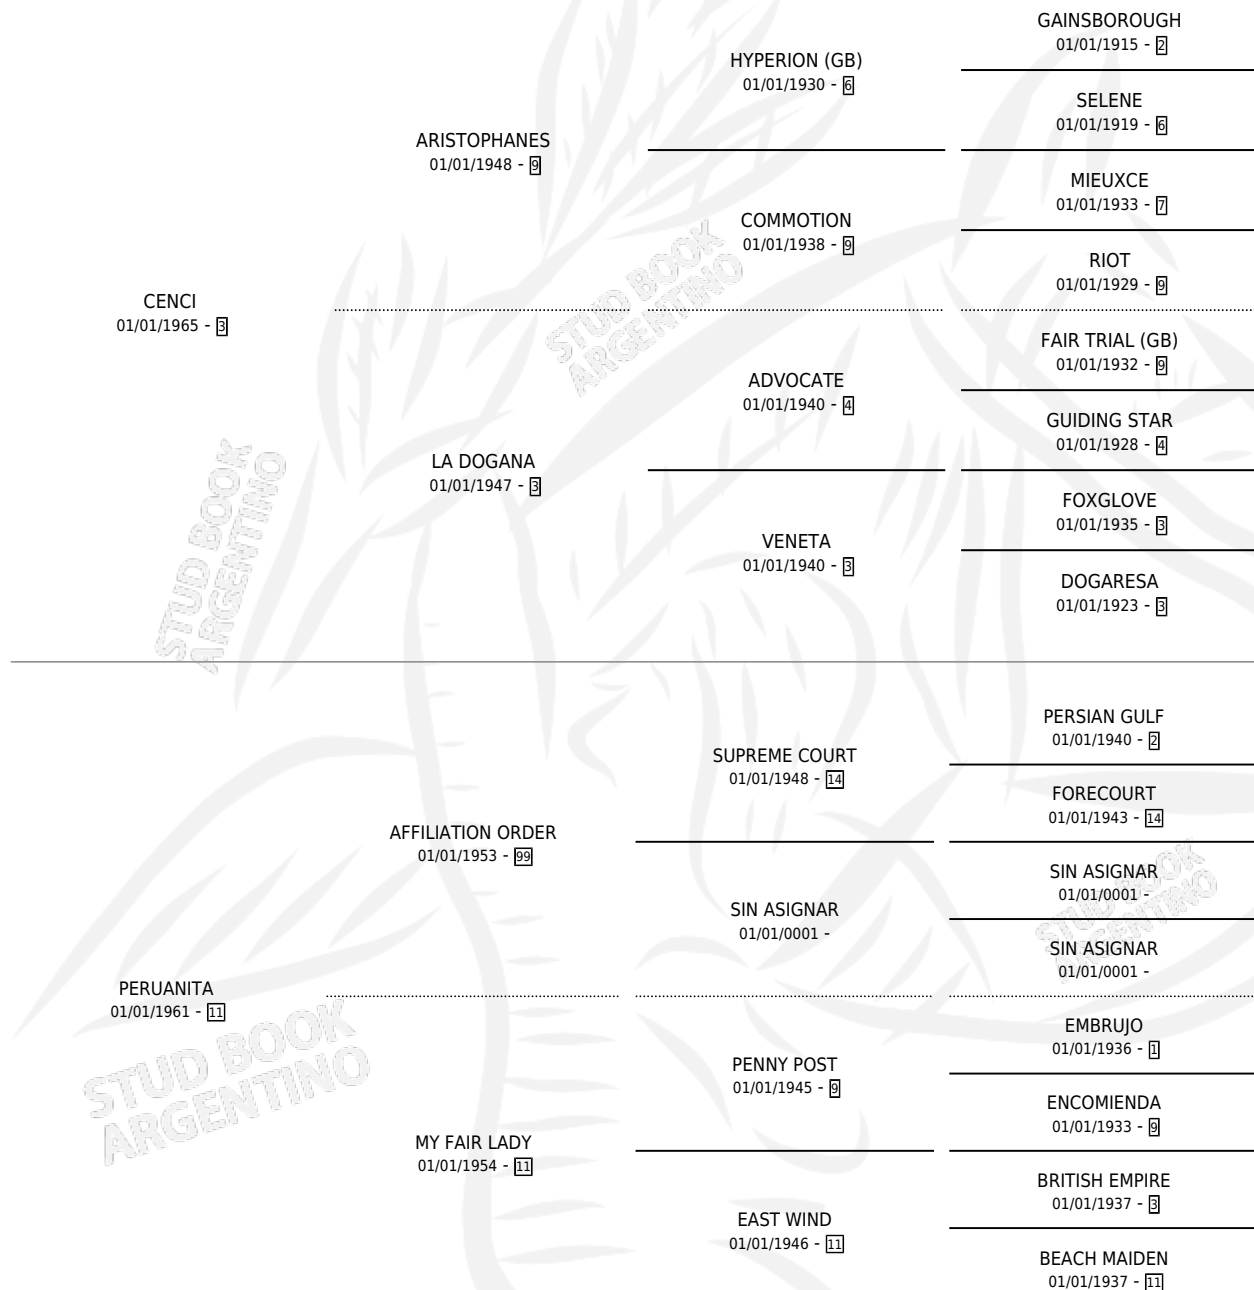 GAINSBOROUGH
01/01/1915 - 2
HYPERION (GB)
01/01/1930 - 6
SELENE
01/01/1919 - 6
ARISTOPHANES
01/01/1948 - 9
MIEUXCE
01/01/1933 - 7
COMMOTION
01/01/1938 - 9
RIOT
01/01/1929 - 9
CENCI
01/01/1965 - 3
FAIR TRIAL (GB)
01/01/1932 - 9
ADVOCATE
01/01/1940 - 4
GUIDING STAR
01/01/1928 - 4
LA DOGANA
01/01/1947 - 3
FOXGLOVE
01/01/1935 - 3
VENETA
01/01/1940 - 3
DOGARESA
01/01/1923 - 3
STUD BOOK
ARGENTINO
STUD BOOK
ARGENTINO
PERSIAN GULF
01/01/1940 - 2
SUPREME COURT
01/01/1948 - 14
FORECOURT
01/01/1943 - 14
AFFILIATION ORDER
01/01/1953 - 99
SIN ASIGNAR
01/01/0001 -
SIN ASIGNAR
01/01/0001 -
SIN ASIGNAR
01/01/0001 -
PERUANITA
01/01/1961 - 11
EMBRUJO
01/01/1936 - 1
PENNY POST
01/01/1945 - 9
ENCOMIENDA
01/01/1933 - 9
MY FAIR LADY
01/01/1954 - 11
BRITISH EMPIRE
01/01/1937 - 3
EAST WIND
01/01/1946 - 11
BEACH MAIDEN
01/01/1937 - 11
STUD BOOK
ARGENTINO
STUD BOOK
ARGENTINO